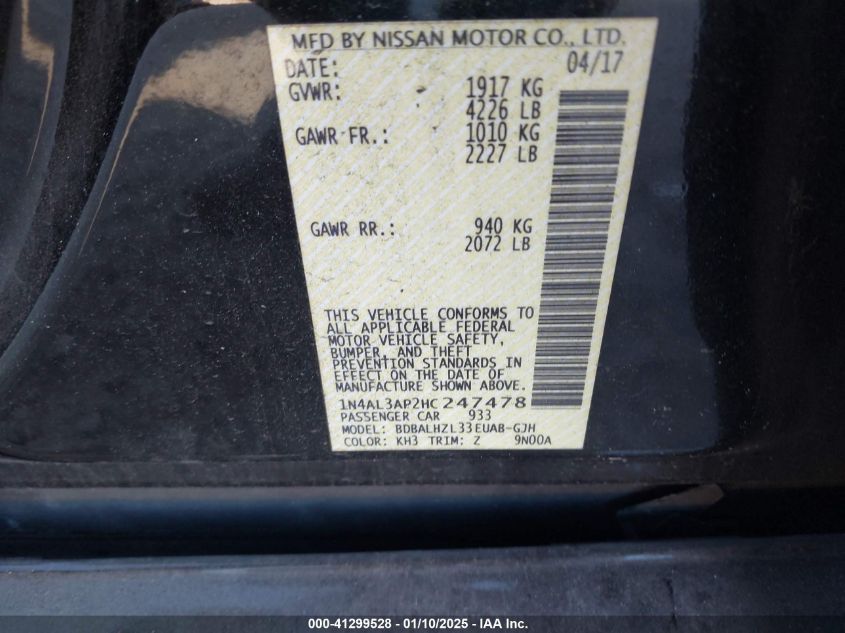 MFD BY NISSAN MOTOR CO., LTD.
DATE: 04/17
GVWR: 1917 KG
4226 LB
GAWR FR.: 1010 KG
2227 LB
GAWR RR.: 940 KG
2072 LB
THIS VEHICLE CONFORMS TO
ALL APPLICABLE FEDERAL
MOTOR VEHICLE SAFETY,
BUMPER, AND THEFT
PREVENTION STANDARDS IN
EFFECT ON THE DATE OF
MANUFACTURE SHOWN ABOVE.
1N4AL3AP2HC247478
PASSENGER CAR 933
MODEL: BDBALHZL33EUAB-GJH
COLOR: KH3 TRIM: Z 9N00A
000-41299528 - 01/10/2025 - IAA Inc.